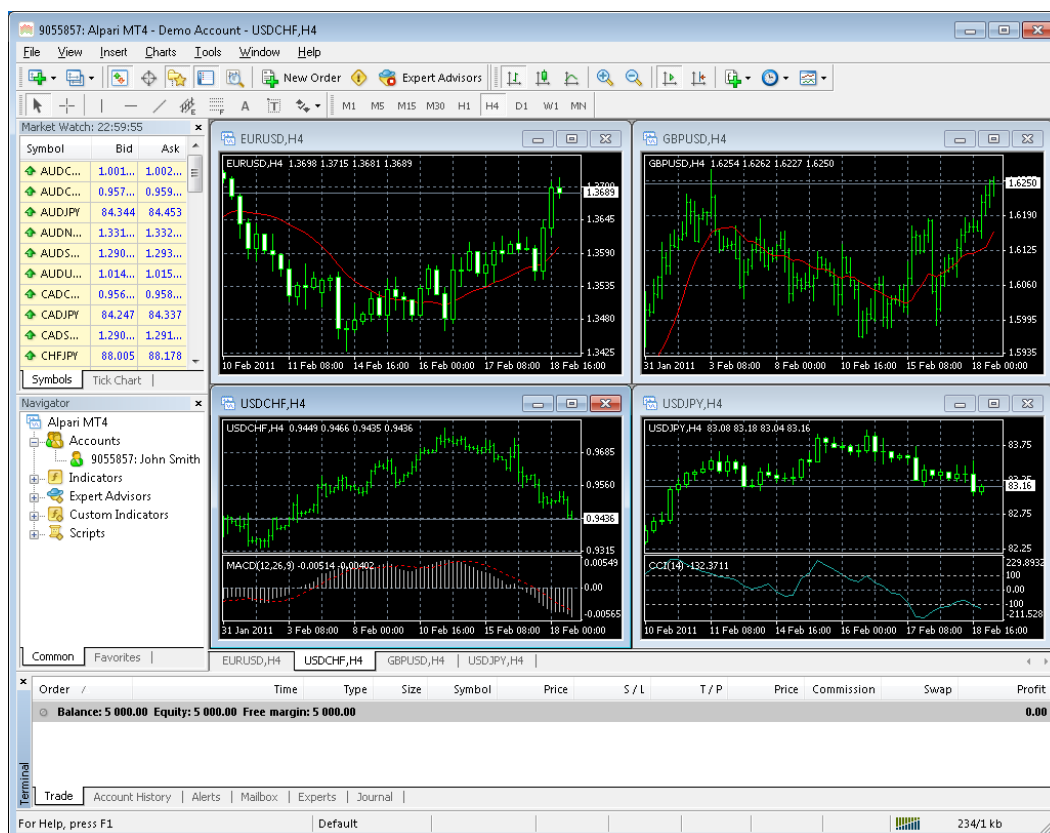 9055857: Alpari MT4 - Demo Account - USDCHF,H4
File View Insert Charts Tools Window Help
New Order Expert Advisors
A T M1 M5 M15 M30 H1 H4 D1 W1 MN
Market Watch: 22:59:55
Symbol Bid Ask
AUDC... 1.001... 1.002...
AUDC... 0.957... 0.959...
AUDJPY 84.344 84.453
AUDN... 1.331... 1.332...
AUDS... 1.290... 1.293...
AUDU... 1.014... 1.015...
CADC... 0.956... 0.958...
CADJPY 84.247 84.337
CADS... 1.290... 1.291...
CHFJPY 88.005 88.178
Symbols Tick Chart
Navigator
Alpari MT4
Accounts
9055857: John Smith
Indicators
Expert Advisors
Custom Indicators
Scripts
Common Favorites
EURUSD,H4
EURUSD,H4 1.3698 1.3715 1.3681 1.3689
1.3689
1.3645
1.3590
1.3535
1.3480
1.3425
10 Feb 2011 11 Feb 08:00 14 Feb 16:00 16 Feb 00:00 17 Feb 08:00 18 Feb 16:00
GBPUSD,H4
GBPUSD,H4 1.6254 1.6262 1.6227 1.6250
1.6250
1.6190
1.6125
1.6060
1.5995
1.5935
31 Jan 2011 3 Feb 08:00 8 Feb 00:00 10 Feb 16:00 15 Feb 08:00 18 Feb 00:00
USDCHF,H4
USDCHF,H4 0.9449 0.9466 0.9435 0.9436
0.9685
0.9560
0.9436
0.9315
MACD(12,26,9) -0.00514 -0.00402
0.00549
0.00
-0.00565
31 Jan 2011 3 Feb 08:00 8 Feb 00:00 10 Feb 16:00 15 Feb 08:00 18 Feb 00:00
USDJPY,H4
USDJPY,H4 83.08 83.18 83.04 83.16
83.75
83.16
82.75
82.25
CCI(14) -132.3711
229.8932
100
0.00
-100
-211.528
10 Feb 2011 11 Feb 08:00 14 Feb 16:00 16 Feb 00:00 17 Feb 08:00 18 Feb 16:00
EURUSD,H4 USDCHF,H4 GBPUSD,H4 USDJPY,H4
Order / Time Type Size Symbol Price S / L T / P Price Commission Swap Profit
Balance: 5 000.00 Equity: 5 000.00 Free margin: 5 000.00 0.00
Terminal
Trade Account History Alerts Mailbox Experts Journal
For Help, press F1 Default 234/1 kb